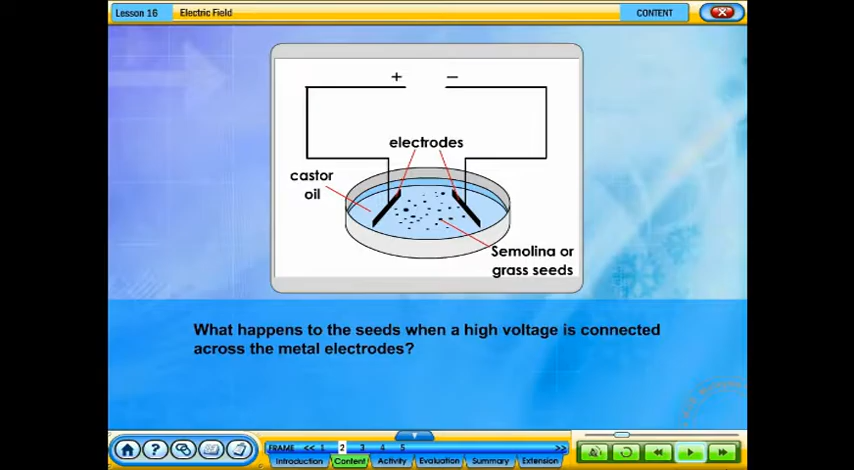 Lesson 16 Electric Field CONTENT
+ –
electrodes
castor
oil
Semolina or
grass seeds
What happens to the seeds when a high voltage is connected
across the metal electrodes?
FRAME << 1 2 3 4 5 >>
Introduction Content Activity Evaluation Summary Extension